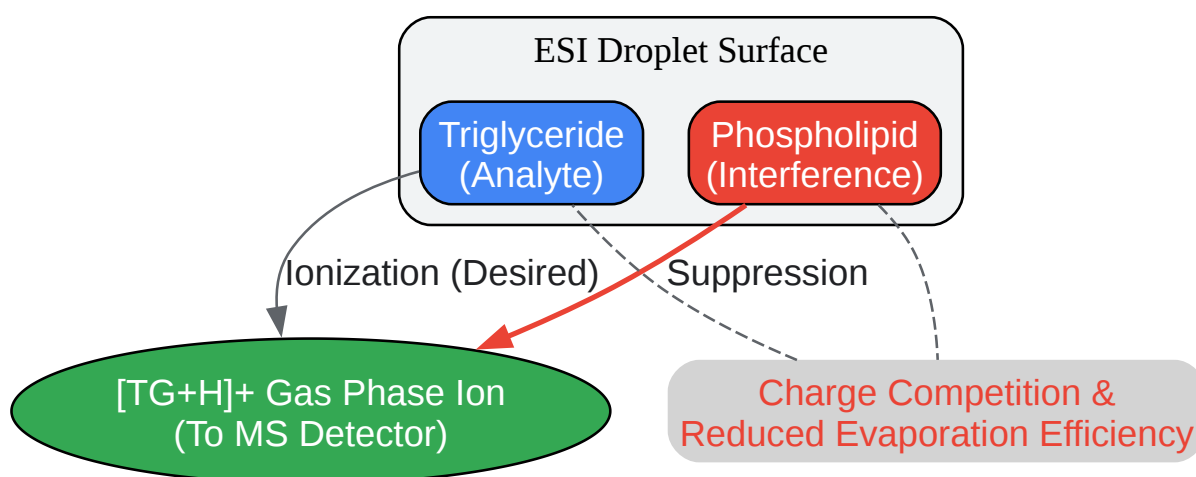 ESI Droplet Surface
Triglyceride
(Analyte)
Phospholipid
(Interference)
Ionization (Desired)
Suppression
[TG+H]+ Gas Phase Ion
(To MS Detector)
Charge Competition &
Reduced Evaporation Efficiency